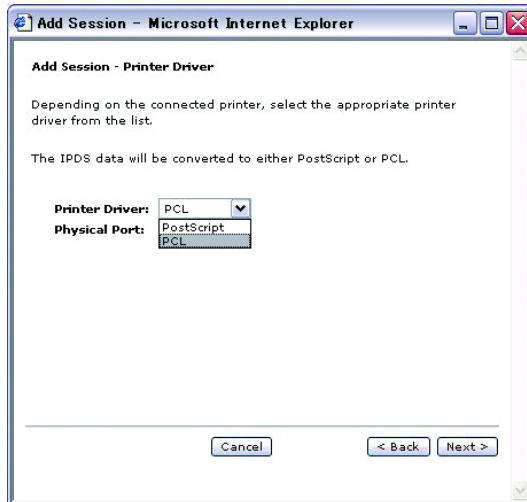 Add Session - Microsoft Internet Explorer
Add Session - Printer Driver
Depending on the connected printer, select the appropriate printer
driver from the list.
The IPDS data will be converted to either PostScript or PCL.
Printer Driver: PCL
Physical Port: PostScript
PCL
Cancel < Back Next >